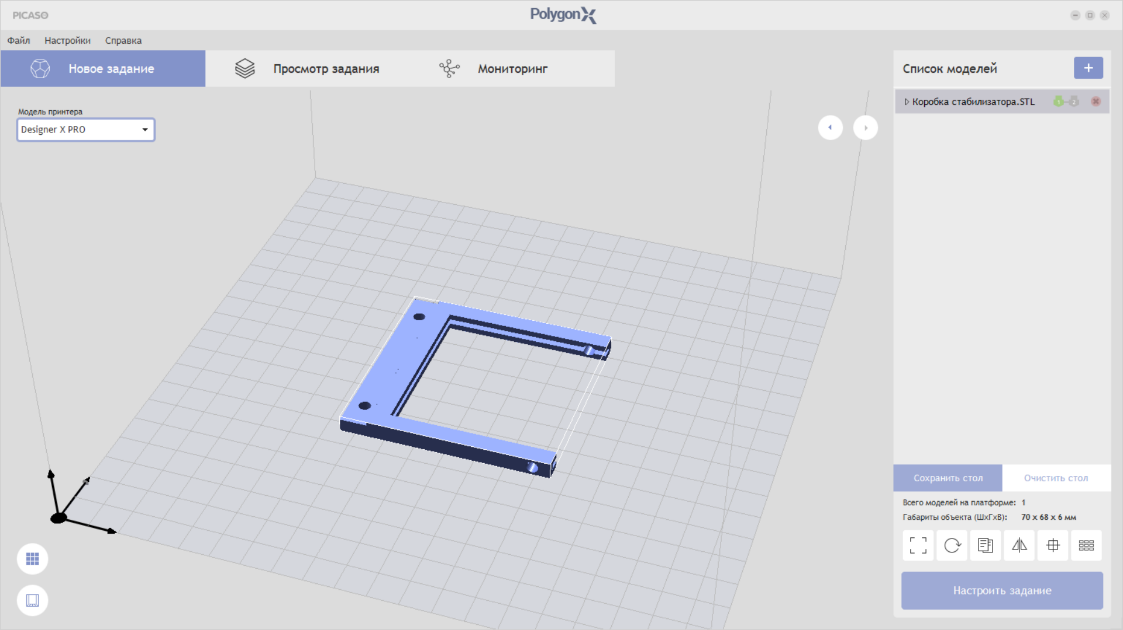 PICASO
PolygonX
Файл Настройки Справка
Новое задание
Просмотр задания
Мониторинг
Список моделей
+
Модель принтера
Designer X PRO
Коробка стабилизатора.STL
Сохранить стол
Очистить стол
Всего моделей на платформе: 1
Габариты объекта (ШхГхВ): 70 x 68 x 6 мм
Настроить задание